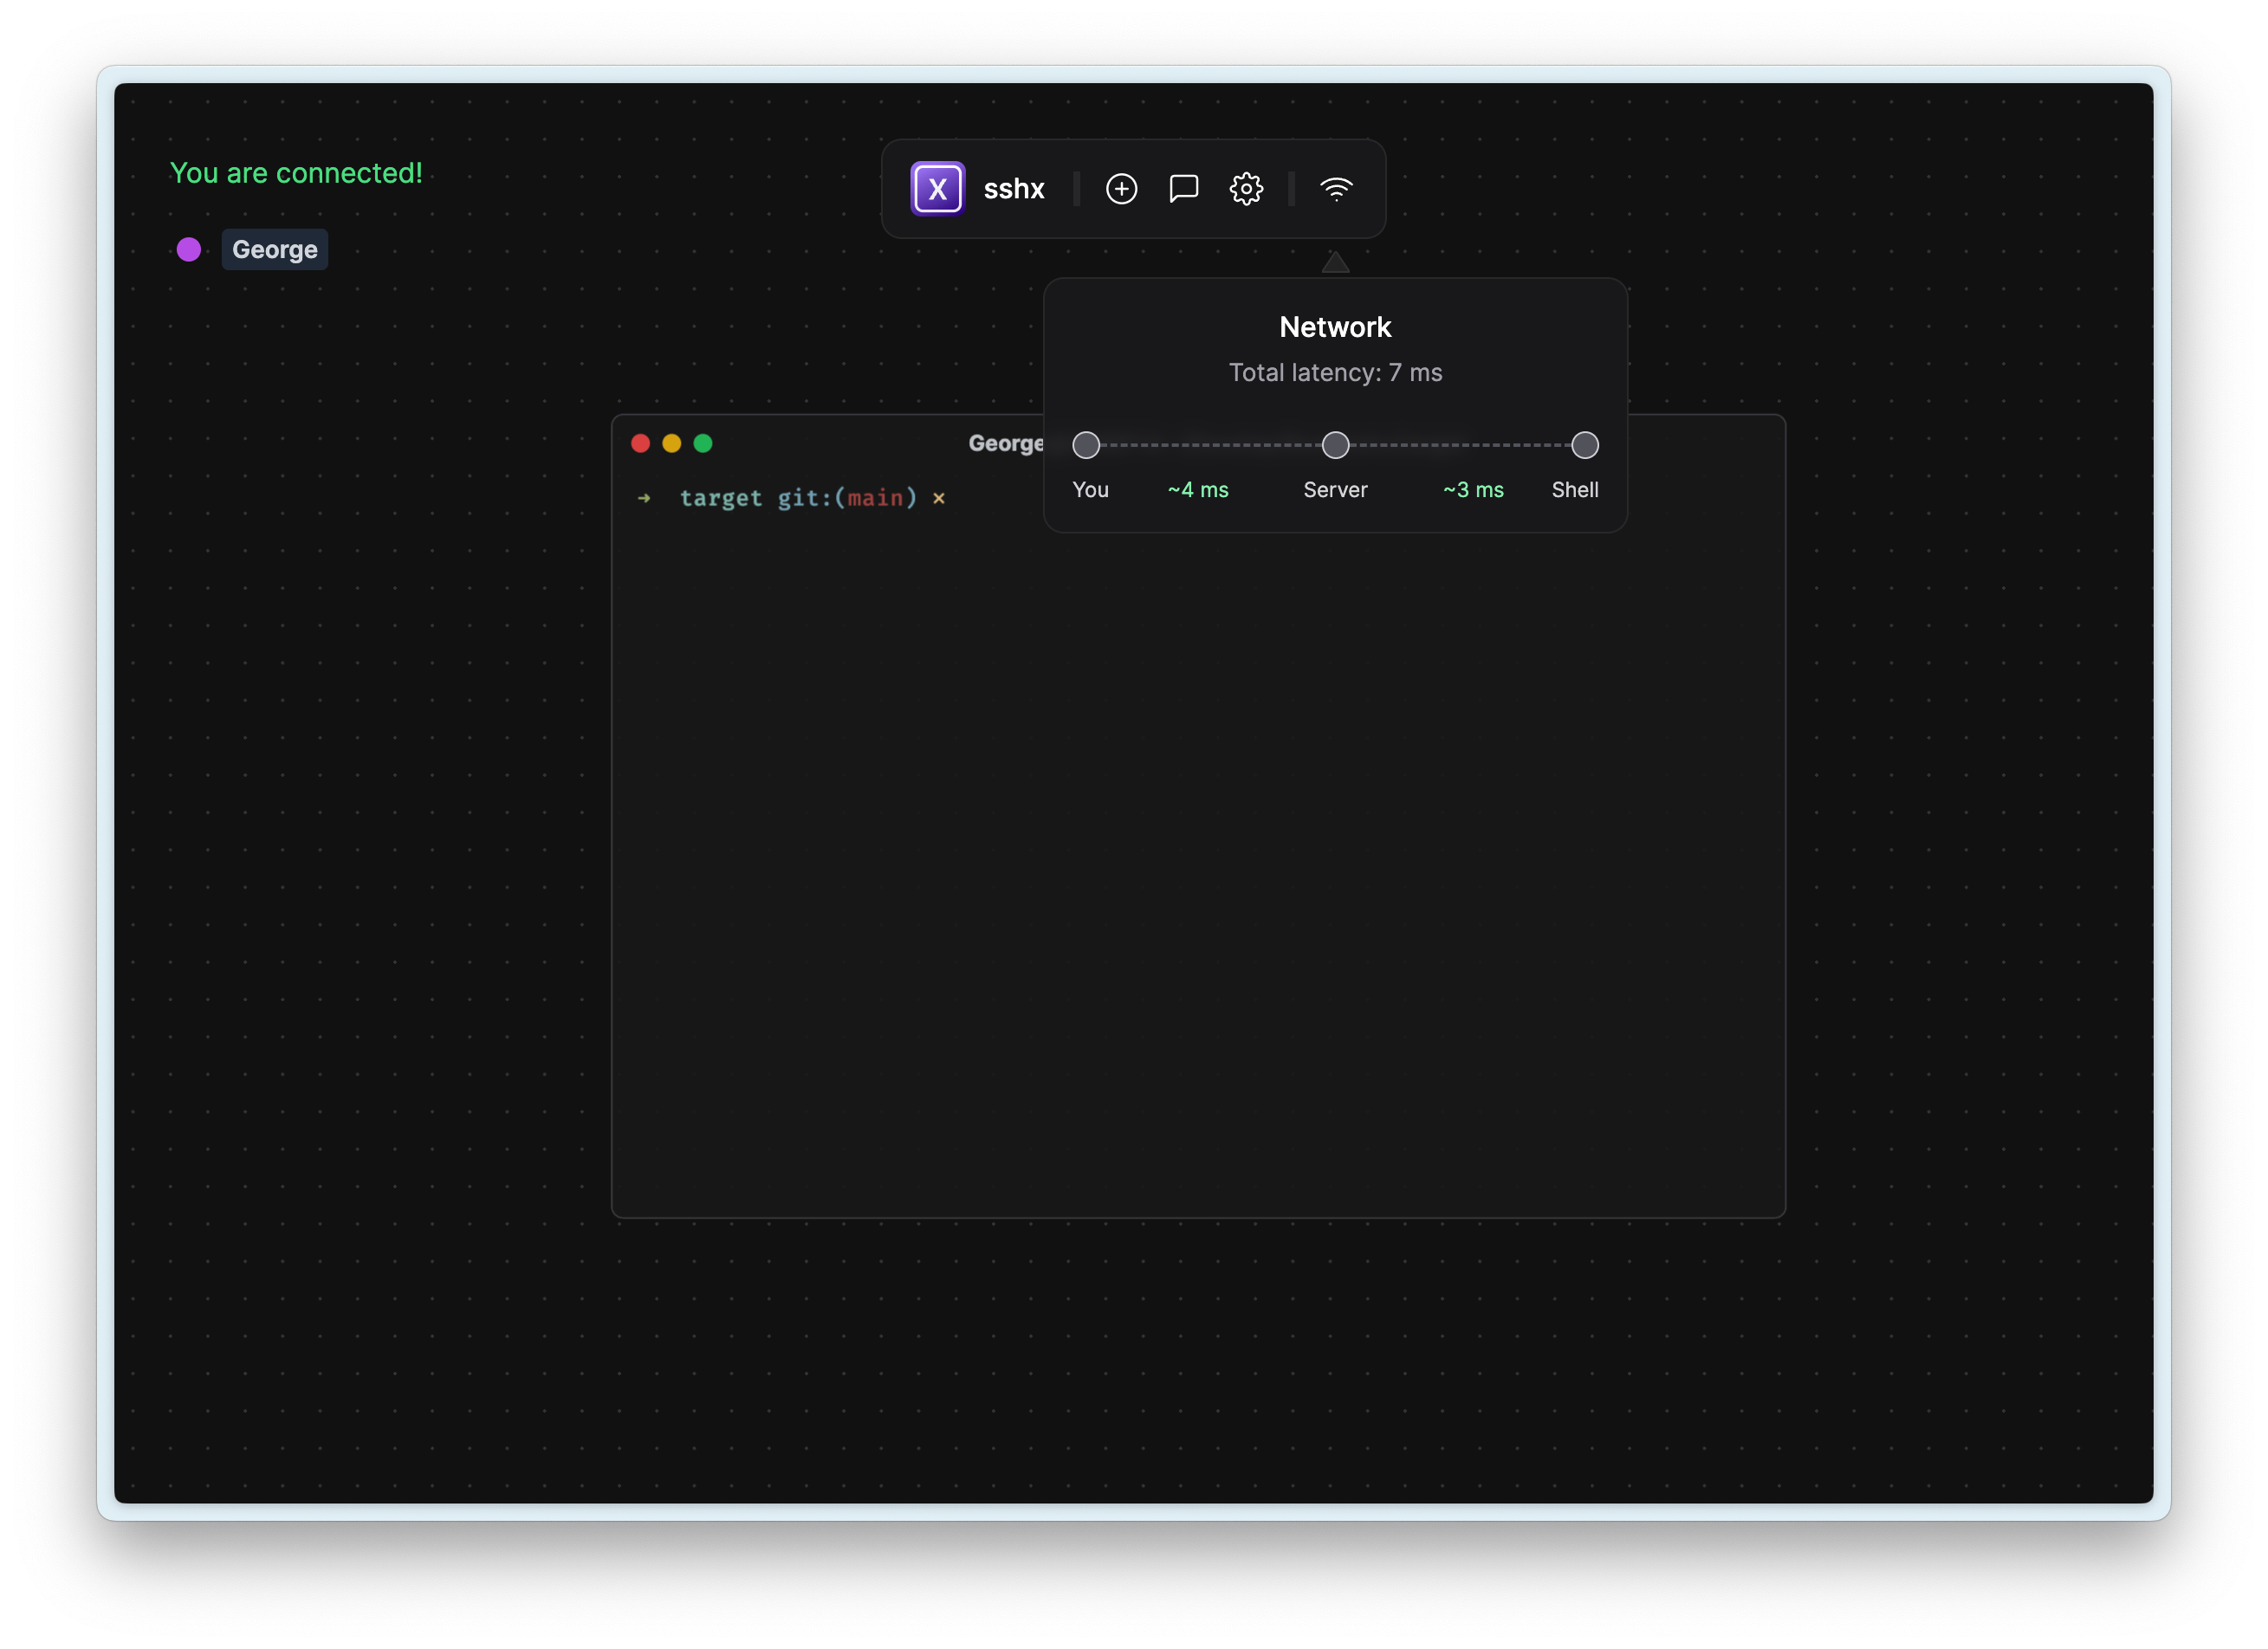 You are connected!
George
X sshx
Network
Total latency: 7 ms
You ~4 ms Server ~3 ms Shell
George
→ target git:(main) ×